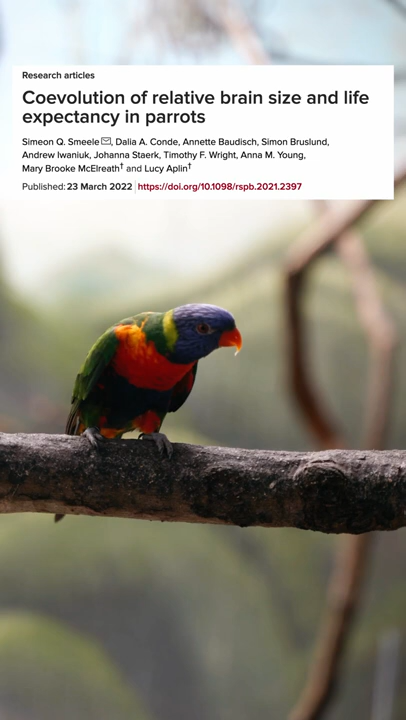 Research articles
Coevolution of relative brain size and life
expectancy in parrots
Simeon Q. Smeele, Dalia A. Conde, Annette Baudisch, Simon Bruslund,
Andrew Iwaniuk, Johanna Staerk, Timothy F. Wright, Anna M. Young,
Mary Brooke McElreath† and Lucy Aplin†
Published: 23 March 2022 https://doi.org/10.1098/rspb.2021.2397